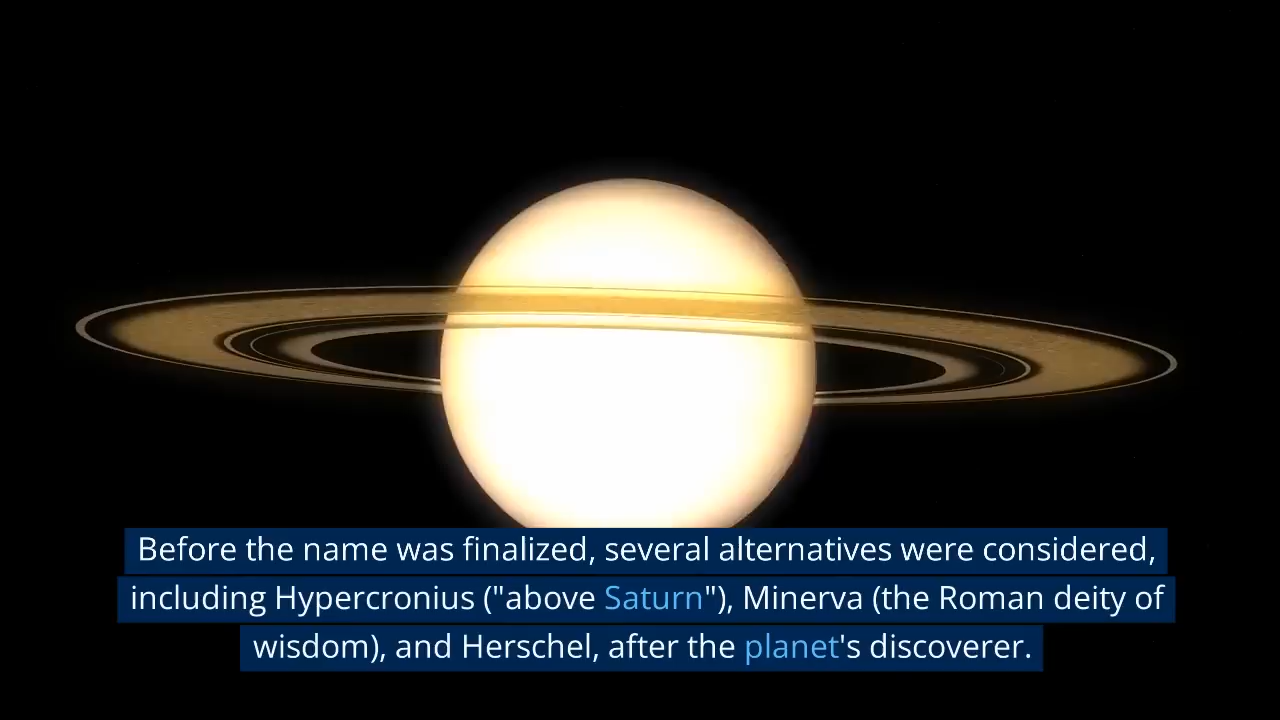 Before the name was finalized, several alternatives were considered,
including Hypercronius ("above Saturn"), Minerva (the Roman deity of
wisdom), and Herschel, after the planet's discoverer.